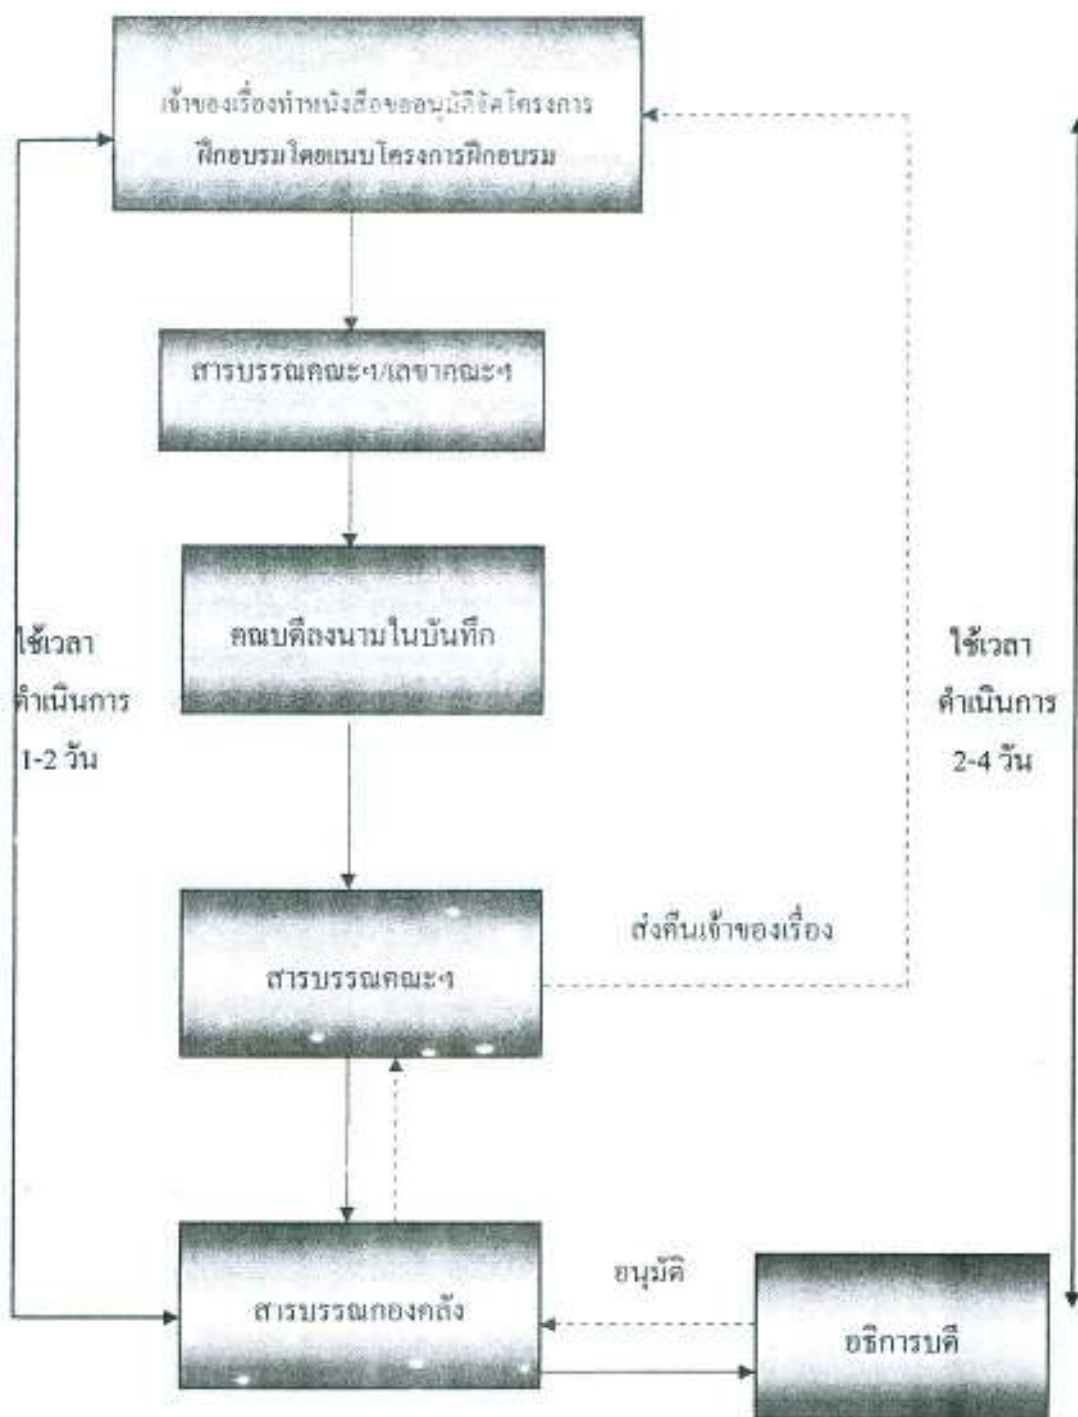 เจ้าของเรื่องทำหนังสือขออนุมัติจัดโครงการ
ฝึกอบรมโดยแนบโครงการฝึกอบรม
สารบรรณคณะฯ/เลขาคณะฯ
คณบดีลงนามในบันทึก
ใช้เวลา
ดำเนินการ
1-2 วัน
ใช้เวลา
ดำเนินการ
2-4 วัน
สารบรรณคณะฯ
ส่งคืนเจ้าของเรื่อง
สารบรรณกองคลัง
อนุมัติ
อธิการบดี